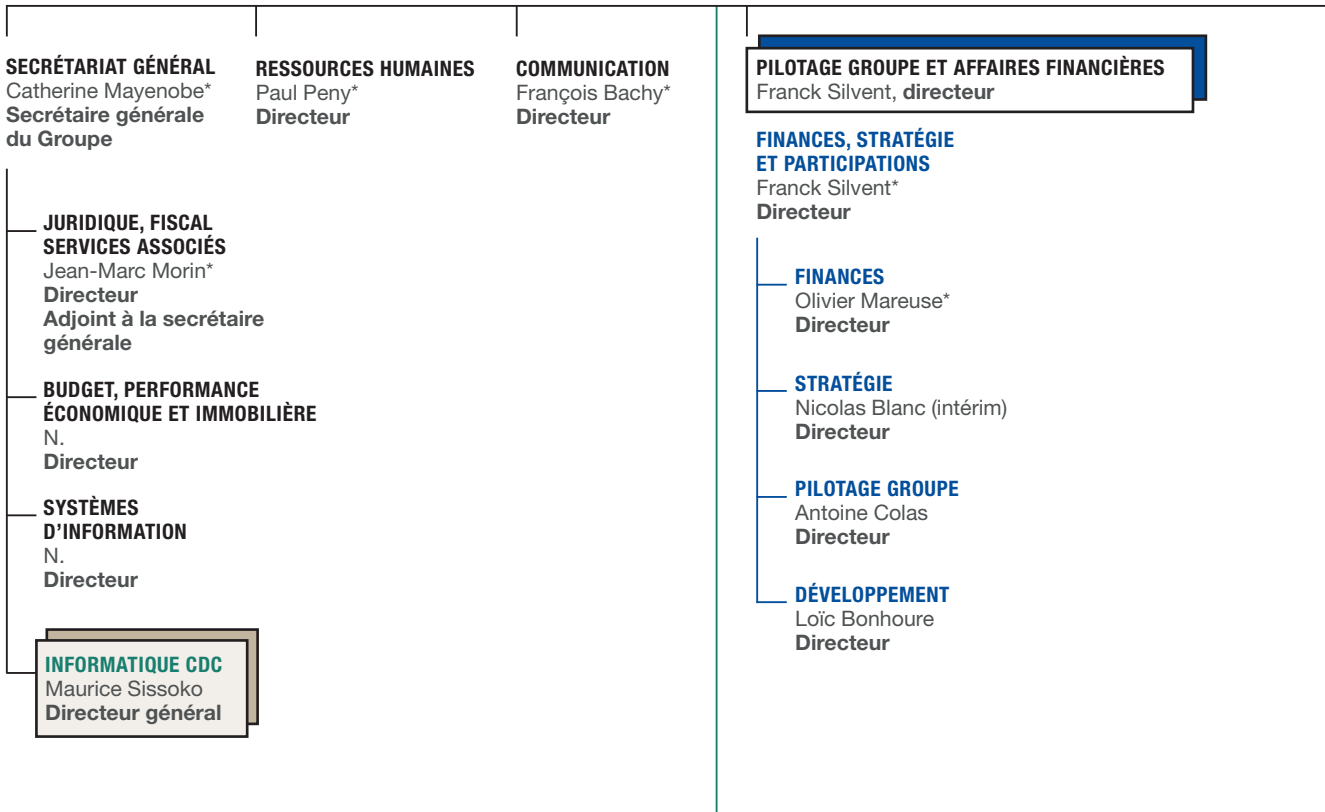 SECRÉTARIAT GÉNÉRAL
Catherine Mayenobe*
Secrétaire générale
du Groupe
RESSOURCES HUMAINES
Paul Peny*
Directeur
COMMUNICATION
François Bachy*
Directeur
JURIDIQUE, FISCAL
SERVICES ASSOCIÉS
Jean-Marc Morin*
Directeur
Adjoint à la secrétaire
générale
BUDGET, PERFORMANCE
ÉCONOMIQUE ET IMMOBILIÈRE
N.
Directeur
SYSTÈMES
D’INFORMATION
N.
Directeur
INFORMATIQUE CDC
Maurice Sissoko
Directeur général
PILOTAGE GROUPE ET AFFAIRES FINANCIÈRES
Franck Silvent, directeur
FINANCES, STRATÉGIE
ET PARTICIPATIONS
Franck Silvent*
Directeur
FINANCES
Olivier Mareuse*
Directeur
STRATÉGIE
Nicolas Blanc (intérim)
Directeur
PILOTAGE GROUPE
Antoine Colas
Directeur
DÉVELOPPEMENT
Loïc Bonhoure
Directeur